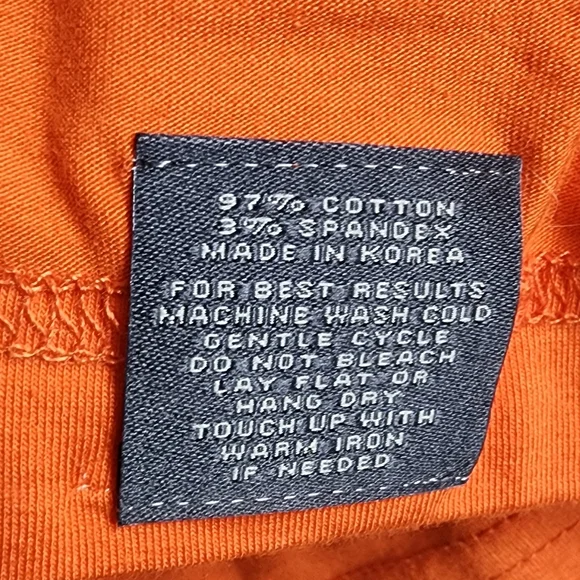 97% COTTON
3% SPANDEX
MADE IN KOREA
FOR BEST RESULTS
MACHINE WASH COLD
GENTLE CYCLE
DO NOT BLEACH
LAY FLAT OR
HANG DRY
TOUCH UP WITH
WARM IRON
IF NEEDED